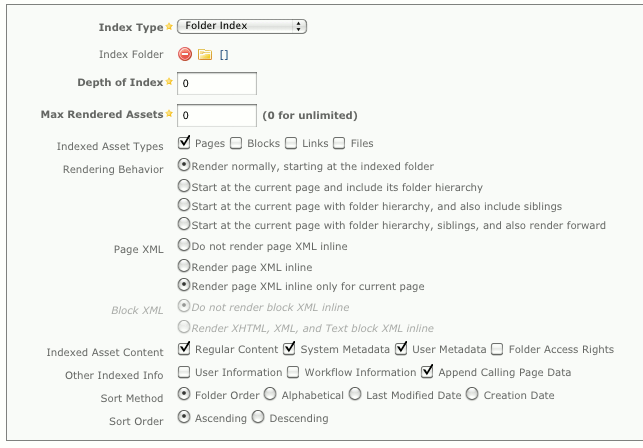 Index Type Folder Index
Index Folder []
Depth of Index 0
Max Rendered Assets 0 (0 for unlimited)
Indexed Asset Types Pages Blocks Links Files
Rendering Behavior Render normally, starting at the indexed folder
Start at the current page and include its folder hierarchy
Start at the current page with folder hierarchy, and also include siblings
Start at the current page with folder hierarchy, siblings, and also render forward
Page XML Do not render page XML inline
Render page XML inline
Render page XML inline only for current page
Block XML Do not render block XML inline
Render XHTML, XML, and Text block XML inline
Indexed Asset Content Regular Content System Metadata User Metadata Folder Access Rights
Other Indexed Info User Information Workflow Information Append Calling Page Data
Sort Method Folder Order Alphabetical Last Modified Date Creation Date
Sort Order Ascending Descending